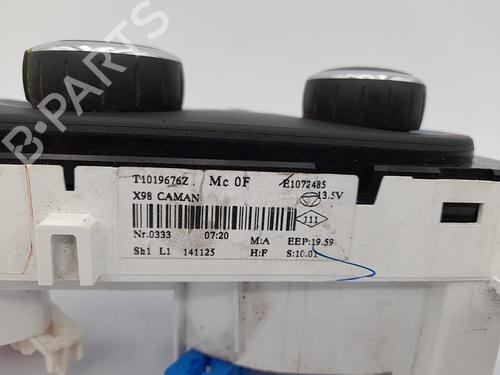 T1019676Z. Mc 0F E1072485
X98 CAMAN 13.5V
111
Nr.0333 07:20 M:A EEP:19.59
Sh1 L1 141125 H:F S:10.01
B-PARTS